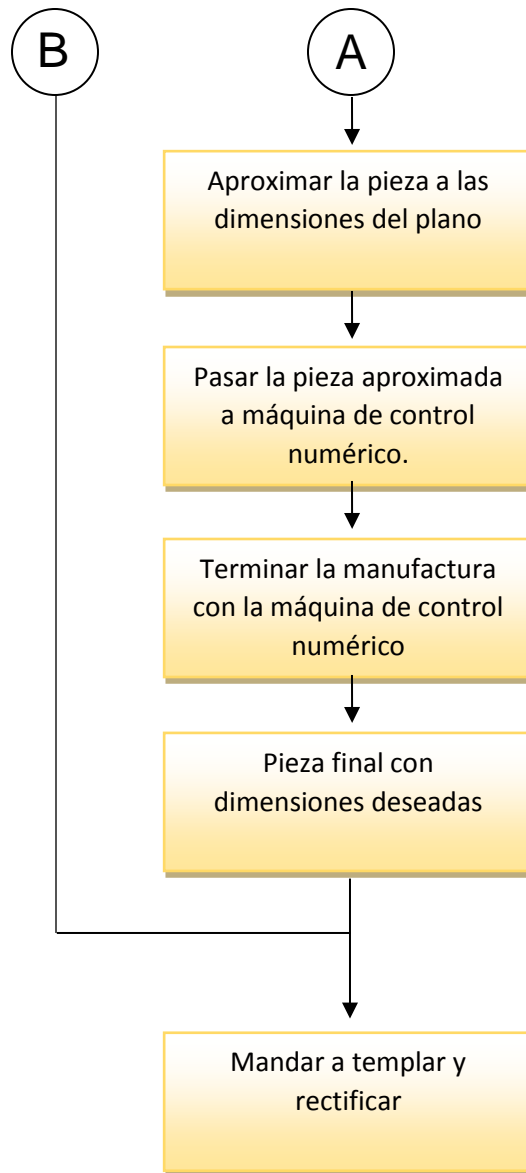 B
A
Aproximar la pieza a las
dimensiones del plano
Pasar la pieza aproximada
a máquina de control
numérico.
Terminar la manufactura
con la máquina de control
numérico
Pieza final con
dimensiones deseadas
Mandar a templar y
rectificar